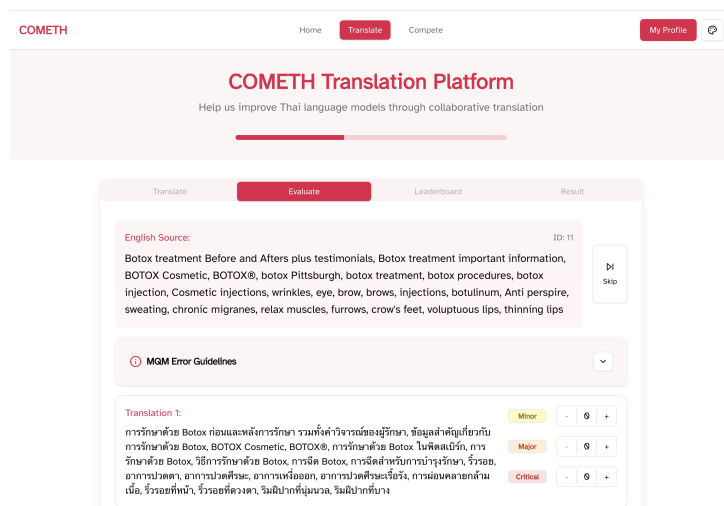 COMETH
Home
Translate
Compete
My Profile
COMETH Translation Platform
Help us improve Thai language models through collaborative translation
Translate
Evaluate
Leaderboard
Result
English Source:
ID: 11
Botox treatment Before and Afters plus testimonials, Botox treatment important information,
BOTOX Cosmetic, BOTOX®, botox Pittsburgh, botox treatment, botox procedures, botox
injection, Cosmetic injections, wrinkles, eye, brow, brows, injections, botulinum, Anti perspire,
sweating, chronic migranes, relax muscles, furrows, crow's feet, voluptuous lips, thinning lips
Skip
MQM Error Guidelines
Translation 1:
การรักษาด้วย Botox ก่อนและหลังการรักษา รวมทั้งคำวิจารณ์ของผู้รักษา, ข้อมูลสำคัญเกี่ยวกับ
การรักษาด้วย Botox, BOTOX Cosmetic, BOTOX®, การรักษาด้วย Botox ในพิตสเบิร์ก, การ
รักษาด้วย Botox, วิธีการรักษาด้วย Botox, การฉีด Botox, การฉีดสำหรับการบำรุงรักษา, ริ้วรอย,
อาการปวดตา, อาการปวดศีรษะ, อาการเหงื่อออก, อาการปวดศีรษะเรื้อรัง, การผ่อนคลายกล้าม
เนื้อ, ริ้วรอยที่หน้า, ริ้วรอยที่ดวงตา, ริมฝีปากที่นุ่มนวล, ริมฝีปากที่บาง
Minor
- 0 +
Major
- 0 +
Critical
- 0 +